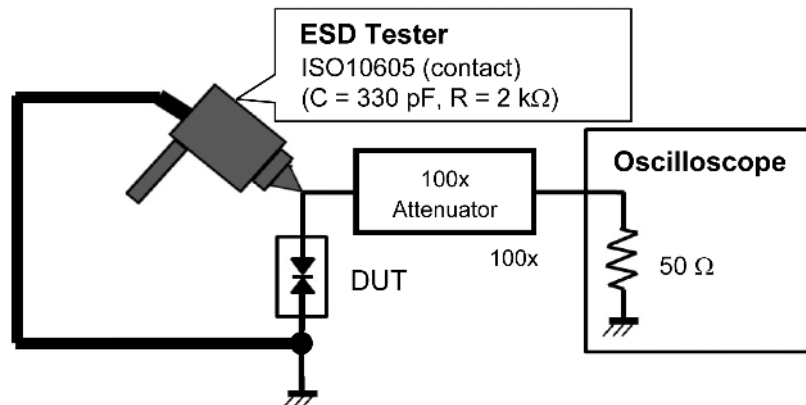 ESD Tester
ISO10605 (contact)
(C = 330 pF, R = 2 kΩ)
Oscilloscope
100x
Attenuator
100x
50 Ω
DUT